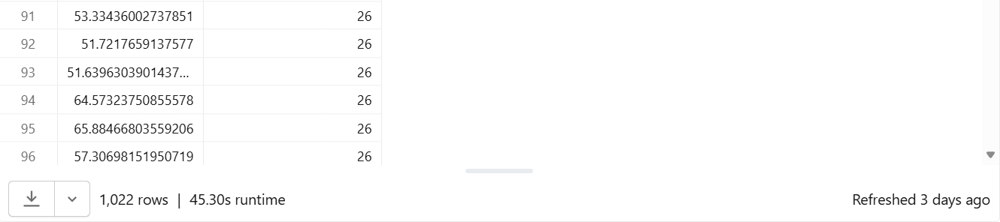 91 53.33436002737851 26
92 51.7217659137577 26
93 51.6396303901437... 26
94 64.57323750855578 26
95 65.88466803559206 26
96 57.30698151950719 26
1,022 rows | 45.30s runtime Refreshed 3 days ago